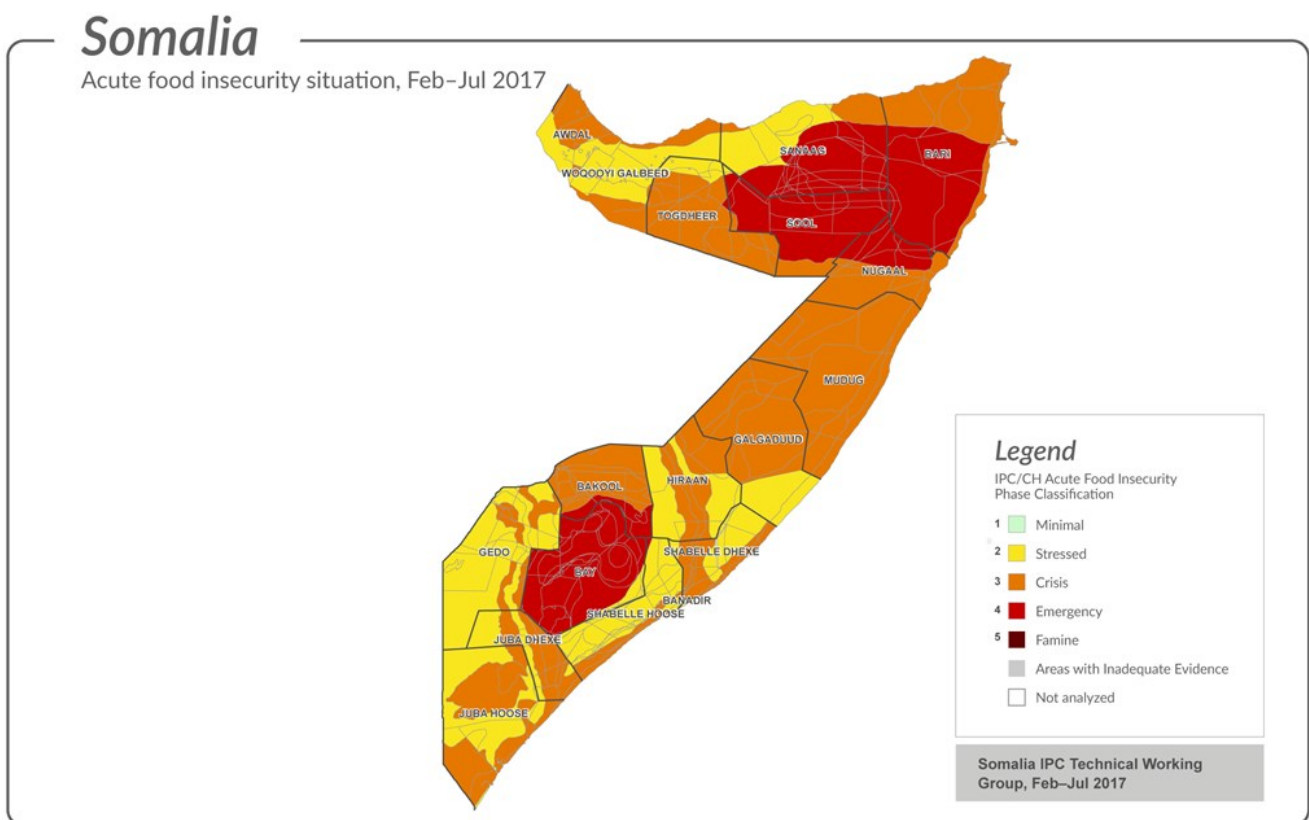 Somalia
Acute food insecurity situation, Feb–Jul 2017
AWDAL
SANAAG
BARI
WOQOOYI GALBEED
TOGDHEER
SOOL
NUGAAL
MUDUG
GALGADUUD
BAKOOL
HIRAAN
GEDO
SHABELLE DHEXE
BAY
BANADIR
SHABELLE HOOSE
JUBA DHEXE
JUBA HOOSE
Legend
IPC/CH Acute Food Insecurity
Phase Classification
1 Minimal
2 Stressed
3 Crisis
4 Emergency
5 Famine
Areas with Inadequate Evidence
Not analyzed
Somalia IPC Technical Working
Group, Feb–Jul 2017